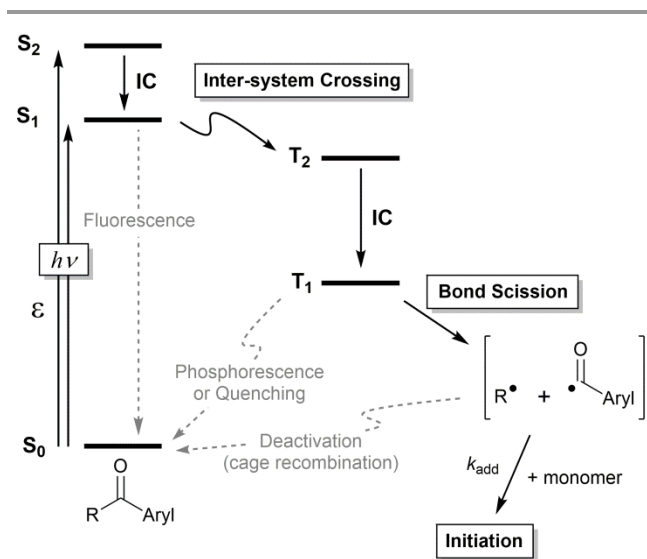 S2
IC
Inter-system Crossing
S1
T2
Fluorescence
IC
hν
ε
T1
Bond Scission
Phosphorescence
or Quenching
O
R• + •
Aryl
S0
Deactivation
(cage recombination)
O
R Aryl
kadd
+ monomer
Initiation